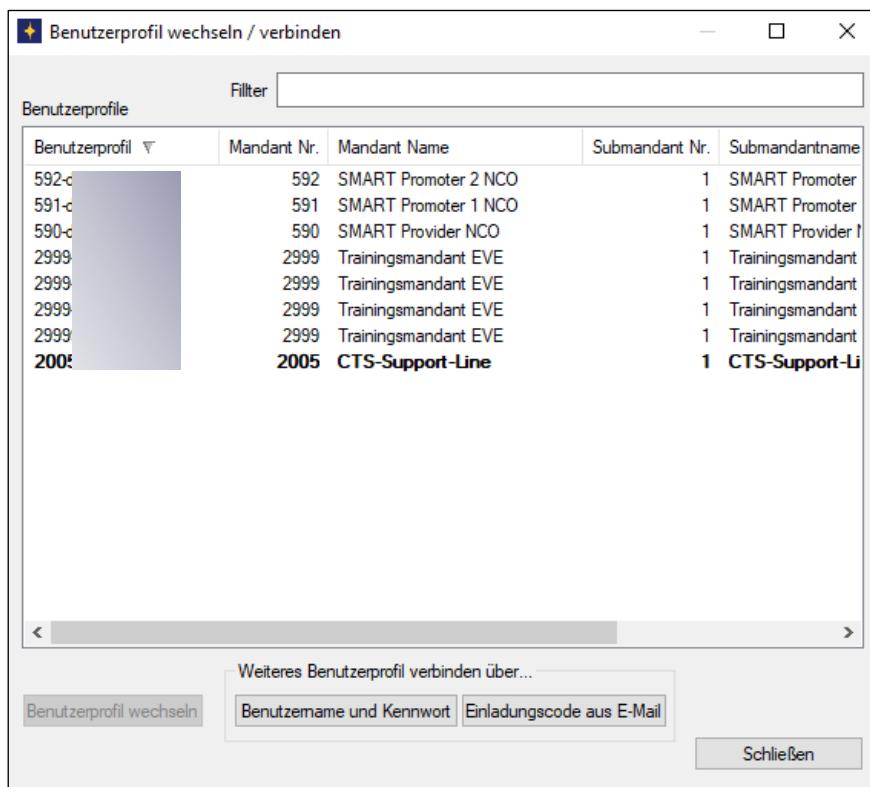 Benutzerprofil wechseln / verbinden
Fillter
Benutzerprofile
Benutzerprofil Mandant Nr. Mandant Name Submandant Nr. Submandantname
592- 592 SMART Promoter 2 NCO 1 SMART Promoter
591- 591 SMART Promoter 1 NCO 1 SMART Promoter
590- 590 SMART Provider NCO 1 SMART Provider
2999- 2999 Trainingsmandant EVE 1 Trainingsmandant
2999- 2999 Trainingsmandant EVE 1 Trainingsmandant
2999- 2999 Trainingsmandant EVE 1 Trainingsmandant
2999 2999 Trainingsmandant EVE 1 Trainingsmandant
2005 2005 CTS-Support-Line 1 CTS-Support-Li
Weiteres Benutzerprofil verbinden über...
Benutzerprofil wechseln Benutzername und Kennwort Einladungscode aus E-Mail
Schließen